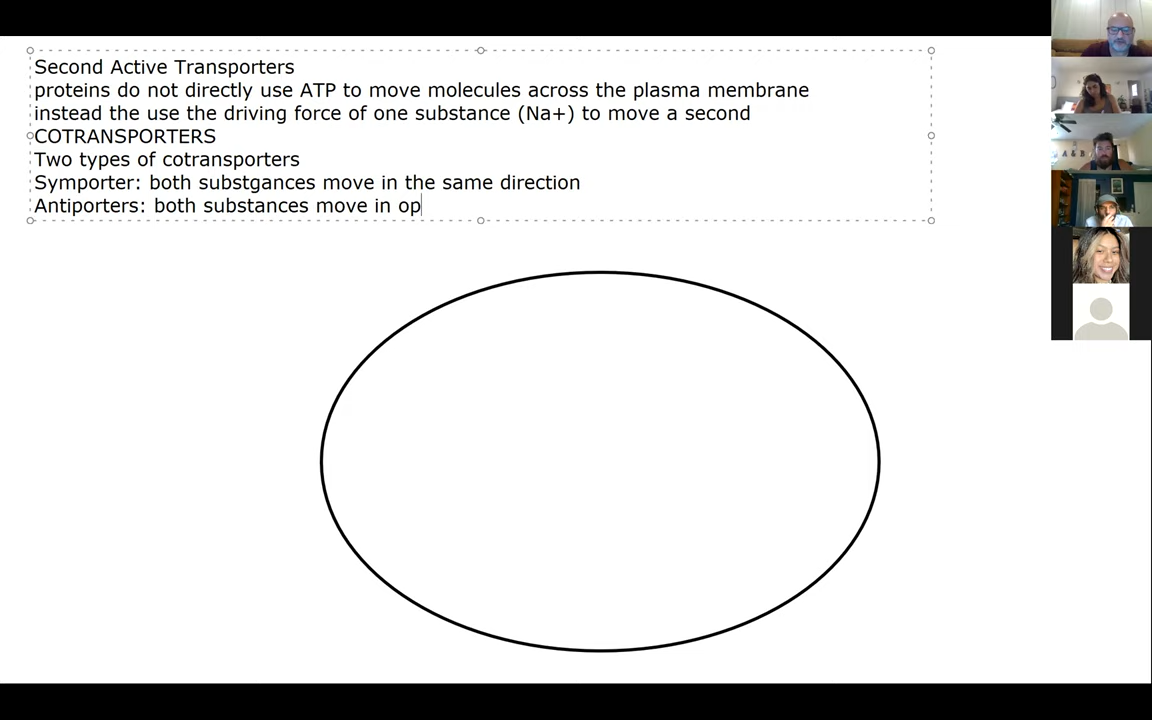 Second Active Transporters
proteins do not directly use ATP to move molecules across the plasma membrane
instead the use the driving force of one substance (Na+) to move a second
COTRANSPORTERS
Two types of cotransporters
Symporter: both substgances move in the same direction
Antiporters: both substances move in op